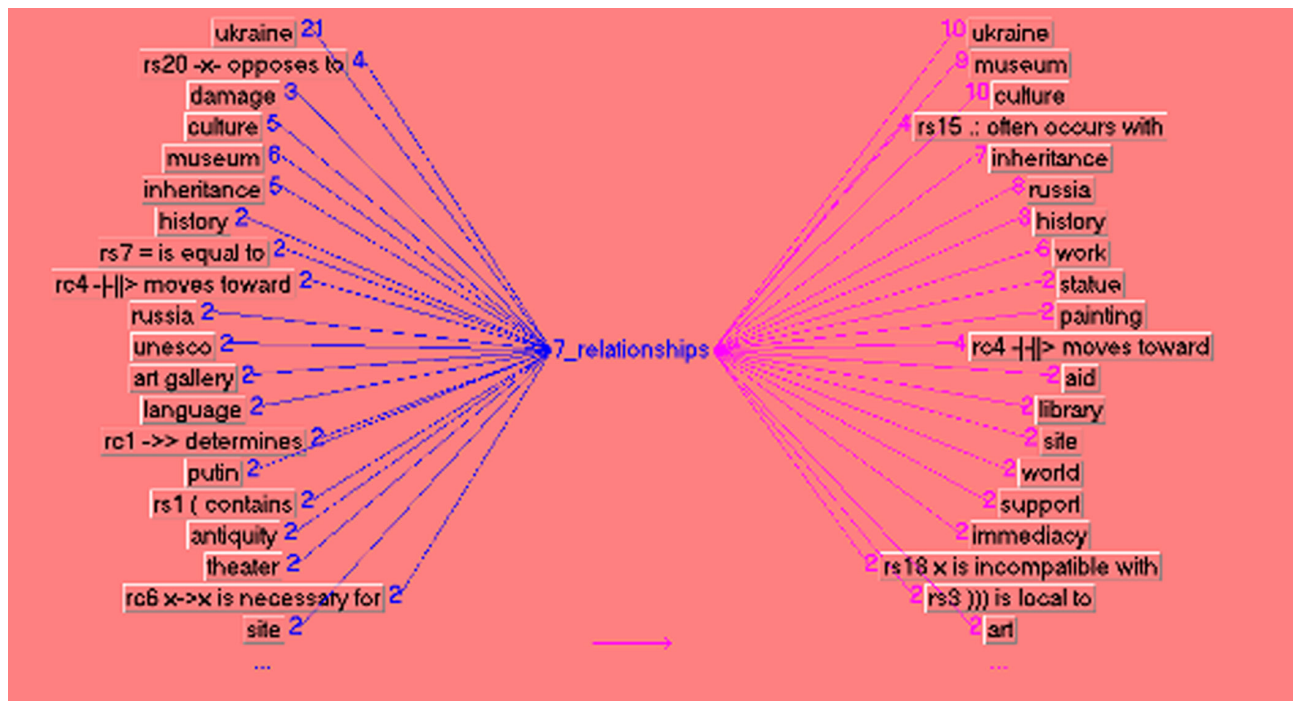 ukraine 21
10 ukraine
rs20 -x- opposes to 4
9 museum
damage 3
10 culture
culture 5
4 rs15 .: often occurs with
museum 6
7 inheritance
inheritance 5
8 russia
history 2
8 history
rs7 = is equal to 2
6 work
rc4 -|-||> moves toward 2
2 statue
russia 2
2 painting
unesco 2
7_relationships
4 rc4 -|-||> moves toward
art gallery 2
2 aid
language 2
2 library
rc1 ->> determines 2
2 site
putin 2
2 world
rs1 ( contains 2
2 support
antiquity 2
2 immediacy
theater 2
2 rs18 x is incompatible with
rc6 x->x is necessary for 2
2 rs3 ))) is local to
site 2
2 art
...
...